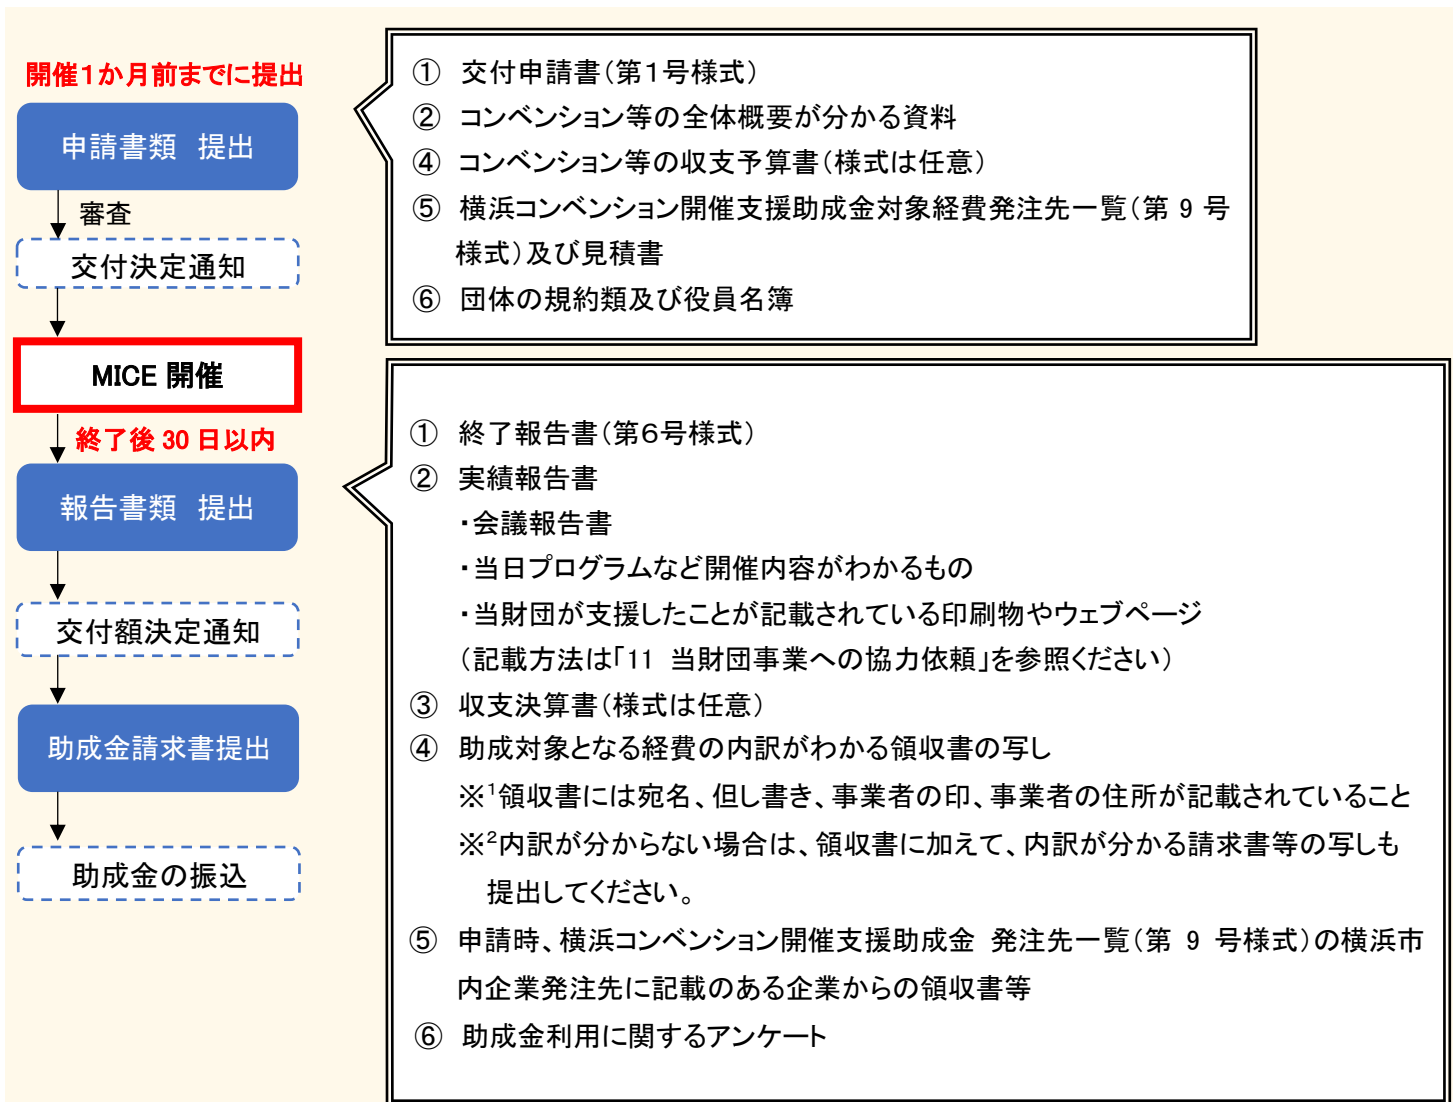 開催1か月前までに提出
申請書類 提出
審査
交付決定通知
MICE 開催
終了後 30 日以内
報告書類 提出
交付額決定通知
助成金請求書提出
助成金の振込
① 交付申請書(第1号様式)
② コンベンション等の全体概要が分かる資料
④ コンベンション等の収支予算書(様式は任意)
⑤ 横浜コンベンション開催支援助成金対象経費発注先一覧(第 9 号
様式)及び見積書
⑥ 団体の規約類及び役員名簿
① 終了報告書(第6号様式)
② 実績報告書
・会議報告書
・当日プログラムなど開催内容がわかるもの
・当財団が支援したことが記載されている印刷物やウェブページ
(記載方法は「11 当財団事業への協力依頼」を参照ください)
③ 収支決算書(様式は任意)
④ 助成対象となる経費の内訳がわかる領収書の写し
※¹領収書には宛名、但し書き、事業者の印、事業者の住所が記載されていること
※²内訳が分からない場合は、領収書に加えて、内訳が分かる請求書等の写しも
提出してください。
⑤ 申請時、横浜コンベンション開催支援助成金 発注先一覧(第 9 号様式)の横浜市
内企業発注先に記載のある企業からの領収書等
⑥ 助成金利用に関するアンケート